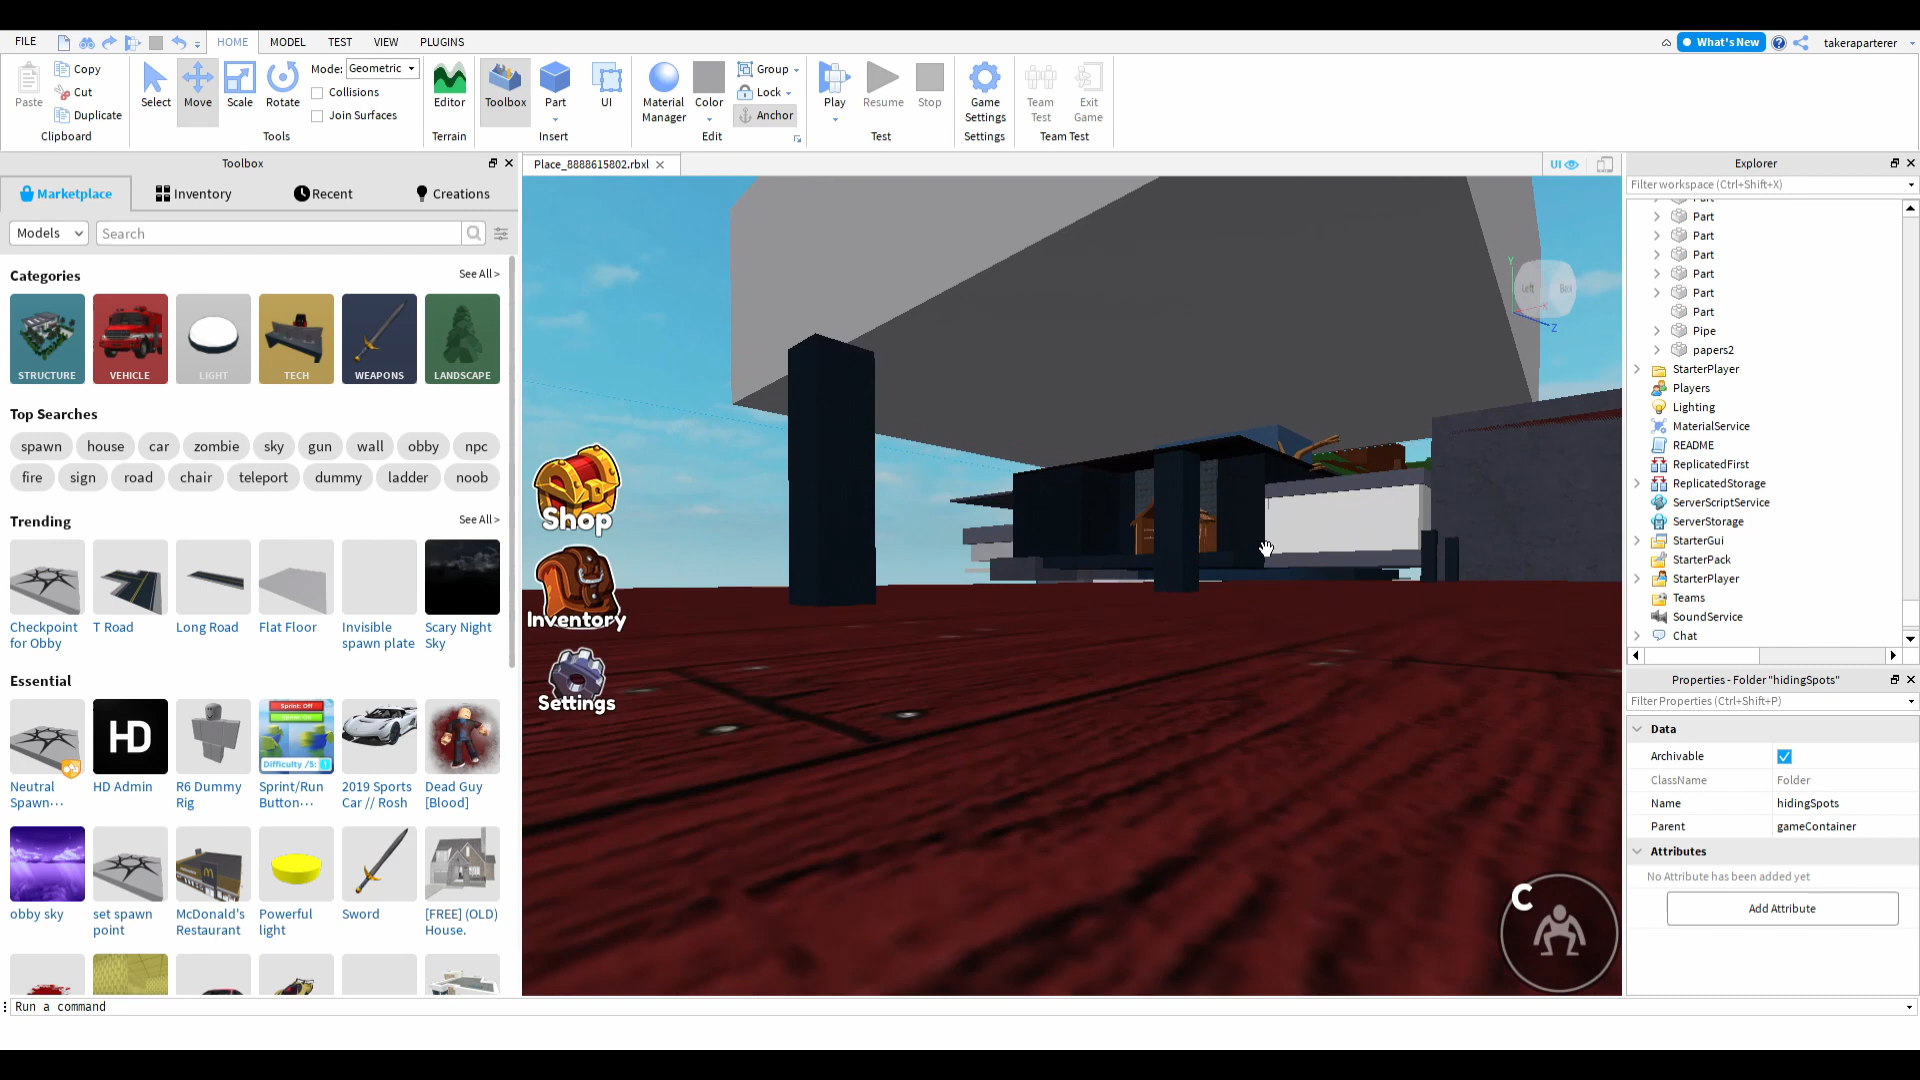 FILE HOME MODEL TEST VIEW PLUGINS What's New takeraparterer
Paste Copy Cut Duplicate Clipboard
Select Move Scale Rotate Mode: Geometric Collisions Join Surfaces Tools
Editor Terrain
Toolbox Part UI Insert
Material Manager Color Group Lock Anchor Edit
Play Resume Stop Test
Game Settings Settings
Team Test Exit Game Team Test
Toolbox
Marketplace Inventory Recent Creations
Models Search
Categories See All >
STRUCTURE VEHICLE LIGHT TECH WEAPONS LANDSCAPE
Top Searches
spawn house car zombie sky gun wall obby npc
fire sign road chair teleport dummy ladder noob
Trending See All >
Checkpoint for Obby T Road Long Road Flat Floor Invisible spawn plate Scary Night Sky
Essential
HD
Sprint: Off
Difficulty /5:
Neutral Spawn··· HD Admin R6 Dummy Rig Sprint/Run Button··· 2019 Sports Car // Rosh Dead Guy [Blood]
obby sky set spawn point McDonald's Restaurant Powerful light Sword [FREE] (OLD) House.
Run a command
Place_8888615802.rbxl UI
Y Left Back X Z
Shop
Inventory
Settings
C
Explorer
Filter workspace (Ctrl+Shift+X)
Part
Part
Part
Part
Part
Part
Part
Pipe
papers2
StarterPlayer
Players
Lighting
MaterialService
README
ReplicatedFirst
ReplicatedStorage
ServerScriptService
ServerStorage
StarterGui
StarterPack
StarterPlayer
Teams
SoundService
Chat
Properties - Folder "hidingSpots"
Filter Properties (Ctrl+Shift+P)
Data
Archivable
ClassName Folder
Name hidingSpots
Parent gameContainer
Attributes
No Attribute has been added yet
Add Attribute